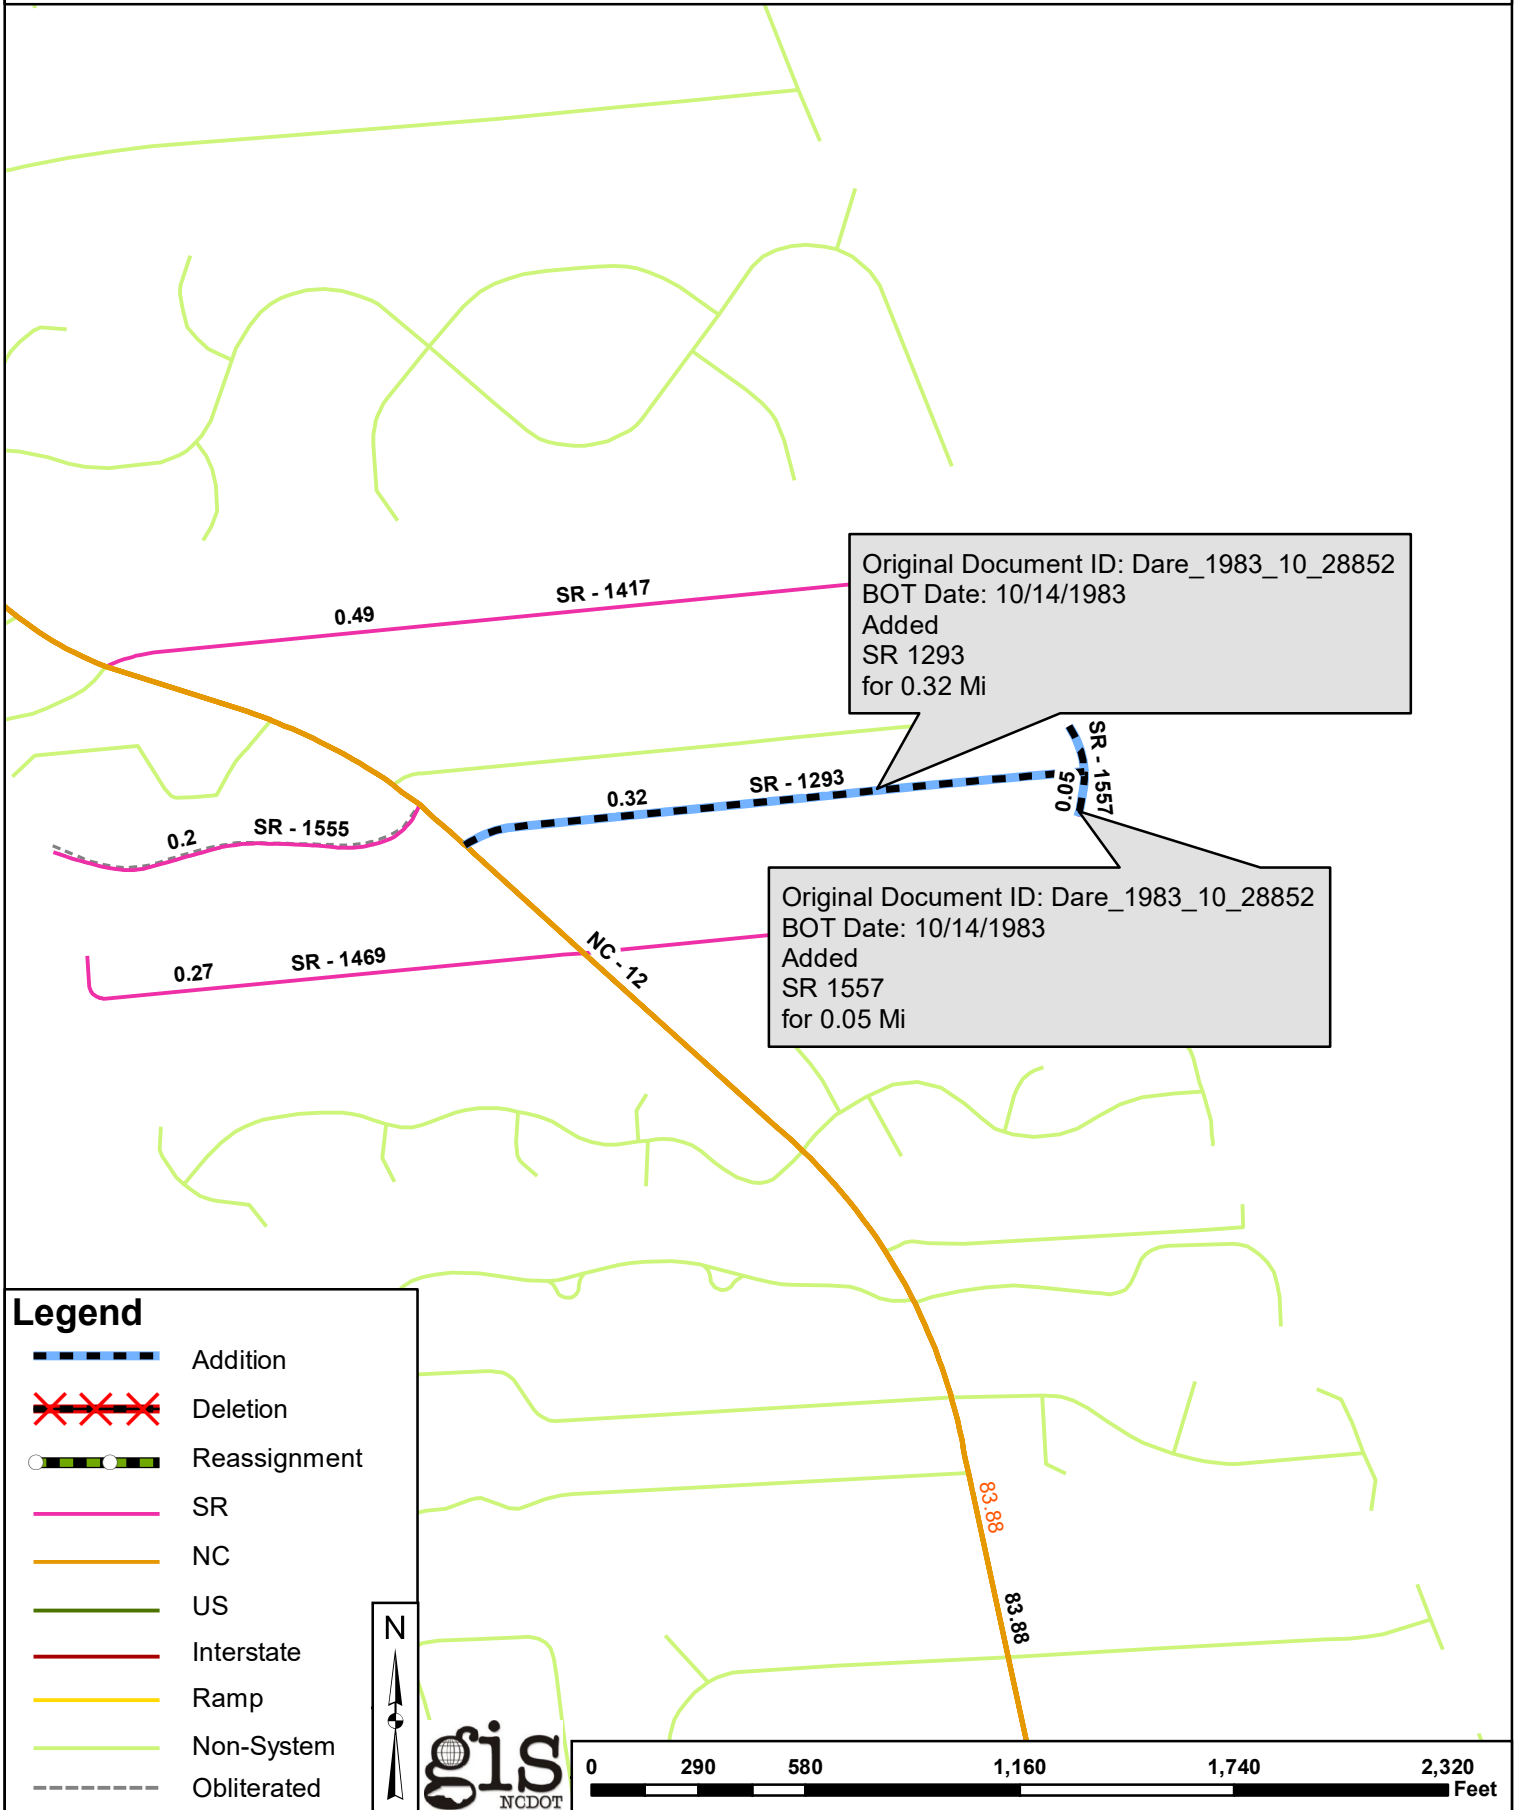 Original Document ID: Dare_1983_10_28852
BOT Date: 10/14/1983
Added
SR 1293
for 0.32 Mi
0.49
SR - 1417
SR - 1557
0.05
0.32
SR - 1293
0.2
SR - 1555
Original Document ID: Dare_1983_10_28852
BOT Date: 10/14/1983
Added
SR 1557
for 0.05 Mi
0.27
SR - 1469
NC - 12
83.88
83.88
Legend
Addition
Deletion
Reassignment
SR
NC
US
Interstate
Ramp
Non-System
Obliterated
N
gis
NCDOT
0 290 580 1,160 1,740 2,320
Feet